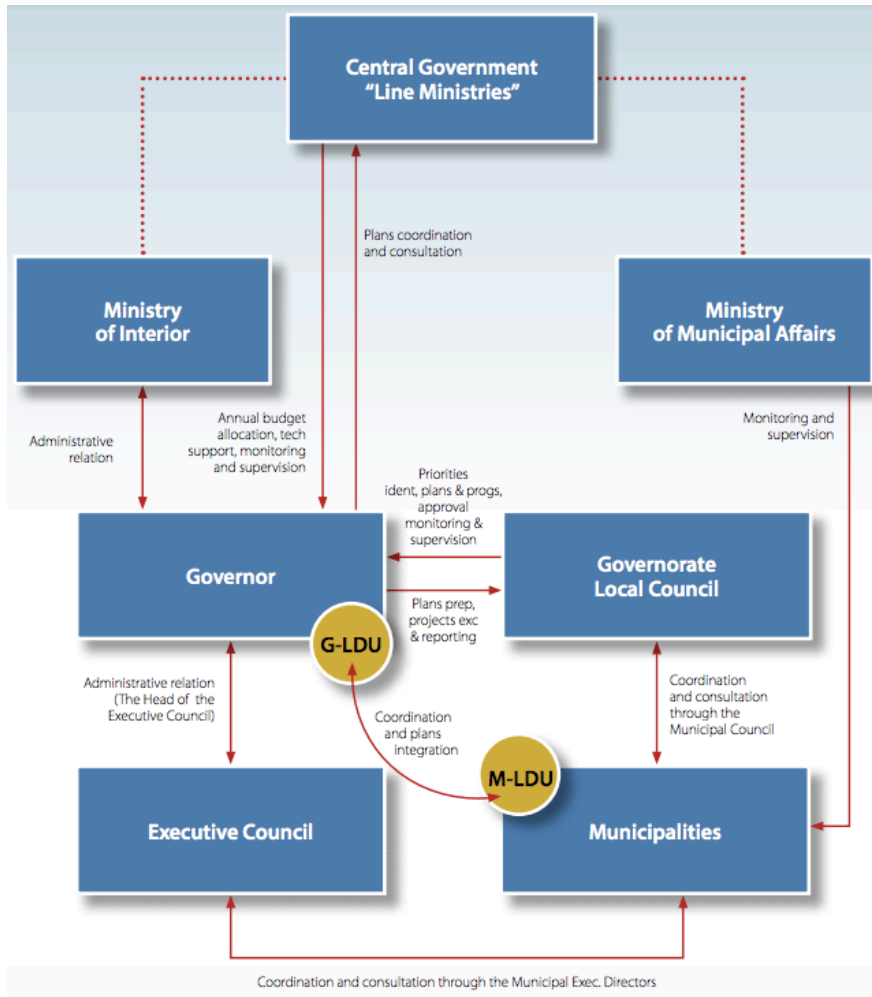 Central Government
“Line Ministries”
Plans coordination
and consultation
Ministry
of Interior
Ministry
of Municipal Affairs
Administrative
relation
Annual budget
allocation, tech
support, monitoring
and supervision
Monitoring and
supervision
Priorities
ident, plans & progs,
approval
monitoring &
supervision
Governor
Governorate
Local Council
Plans prep,
projects exc
& reporting
G-LDU
Administrative relation
(The Head of the
Executive Council)
Coordination
and plans
integration
Coordination
and consultation
through the
Municipal Council
M-LDU
Executive Council
Municipalities
Coordination and consultation through the Municipal Exec. Directors